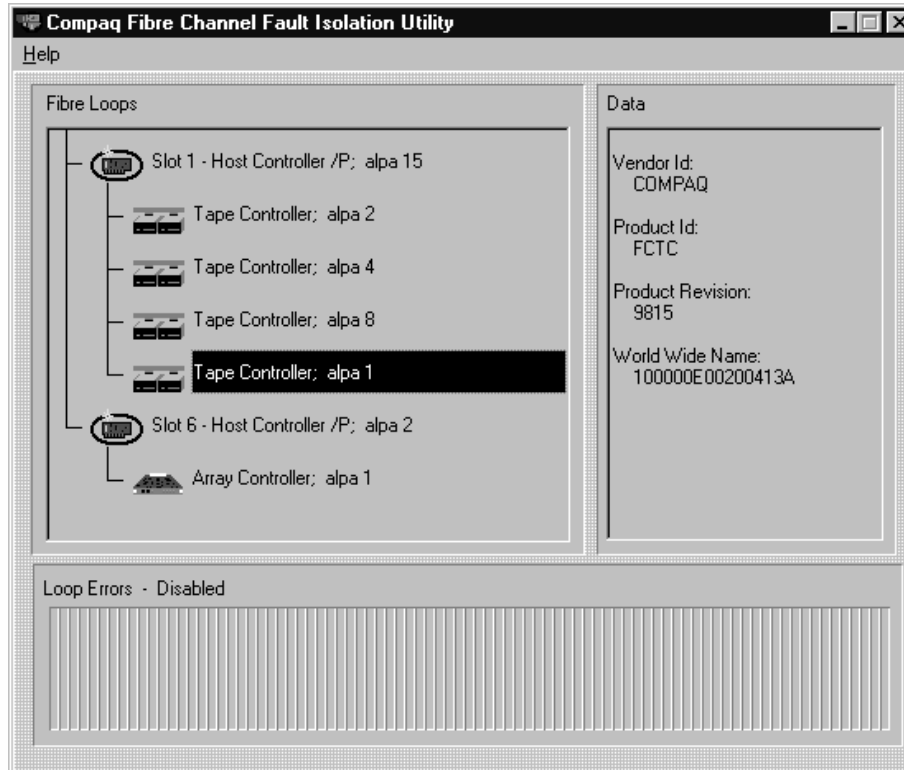 Compaq Fibre Channel Fault Isolation Utility
Help
Fibre Loops
Slot 1 - Host Controller /P; alpa 15
Tape Controller; alpa 2
Tape Controller; alpa 4
Tape Controller; alpa 8
Tape Controller; alpa 1
Slot 6 - Host Controller /P; alpa 2
Array Controller; alpa 1
Data
Vendor Id:
COMPAQ
Product Id:
FCTC
Product Revision:
9815
World Wide Name:
100000E00200413A
Loop Errors - Disabled